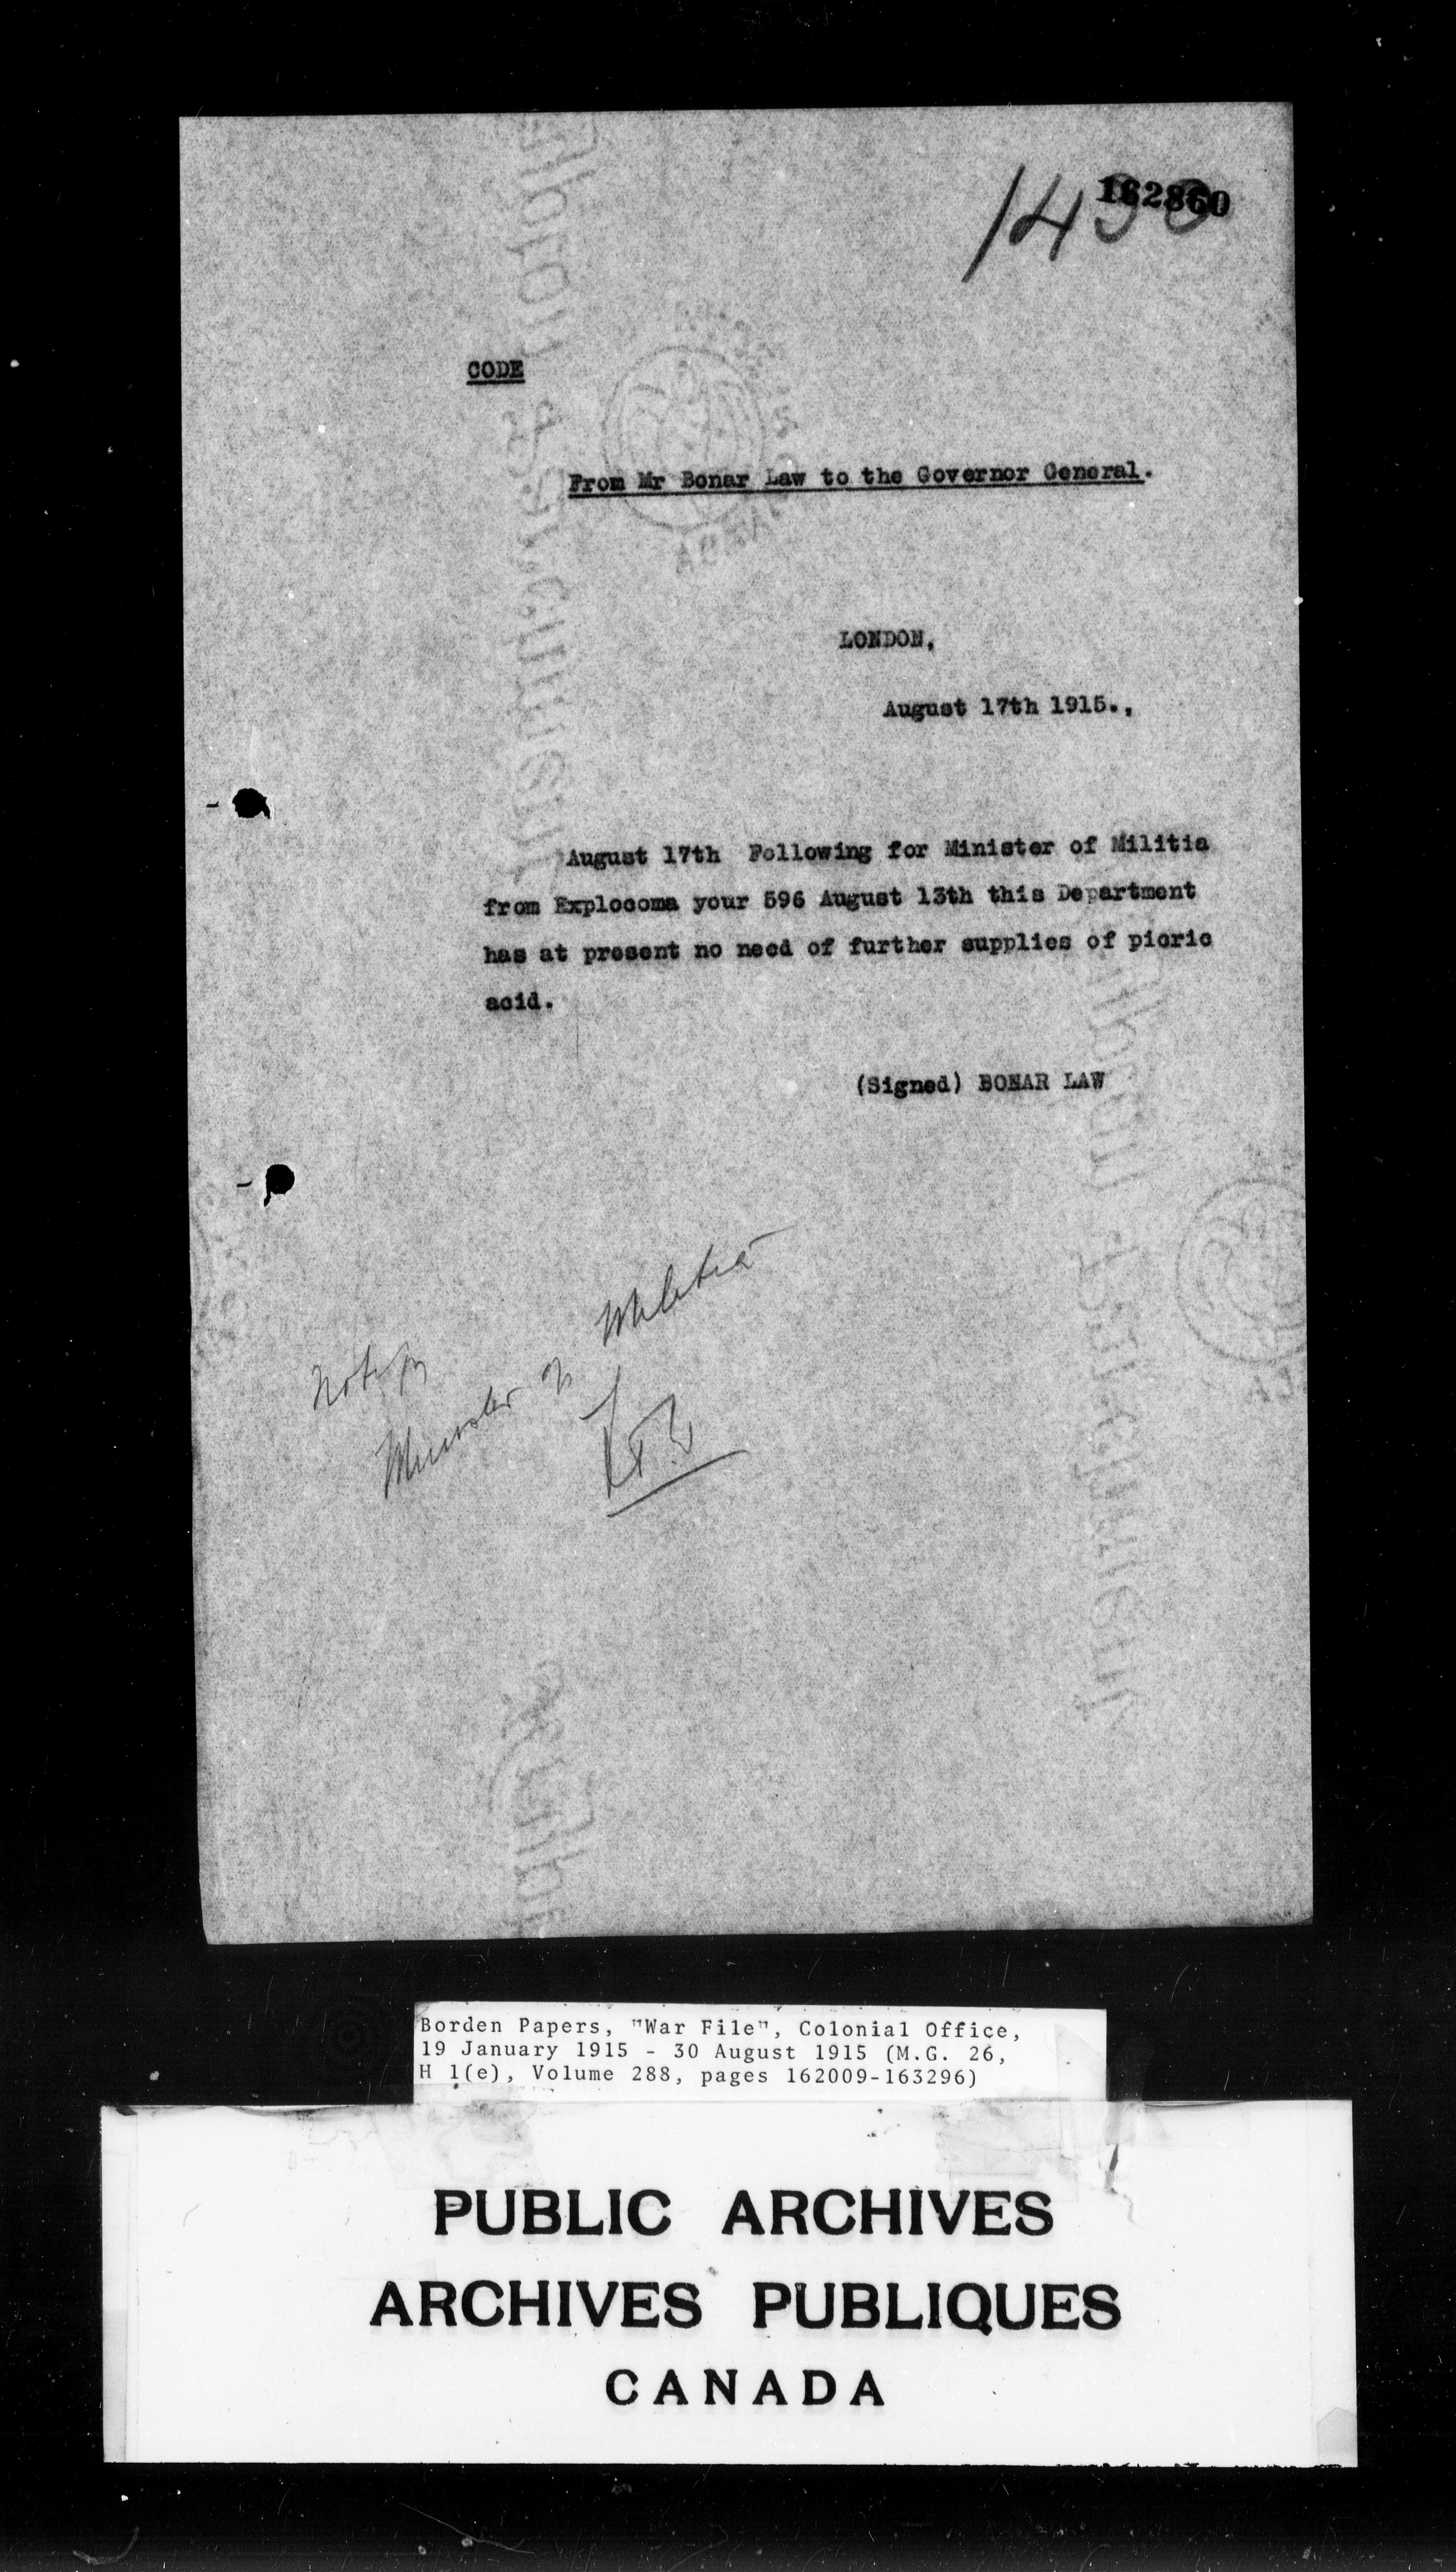 162860
CODE
From Mr Bonar Law to the Governor General.
LONDON,
August 17th 1915.,
August 17th Following for Minister of Militia
from Explocoma your 596 August 13th this Department
has at present no need of further supplies of picric
acid.
(Signed) BONAR LAW
Notify
Minister of Militia
Borden Papers, "War File", Colonial Office,
19 January 1915 - 30 August 1915 (M.G. 26,
H 1(e), Volume 288, pages 162009-163296)
PUBLIC ARCHIVES
ARCHIVES PUBLIQUES
CANADA